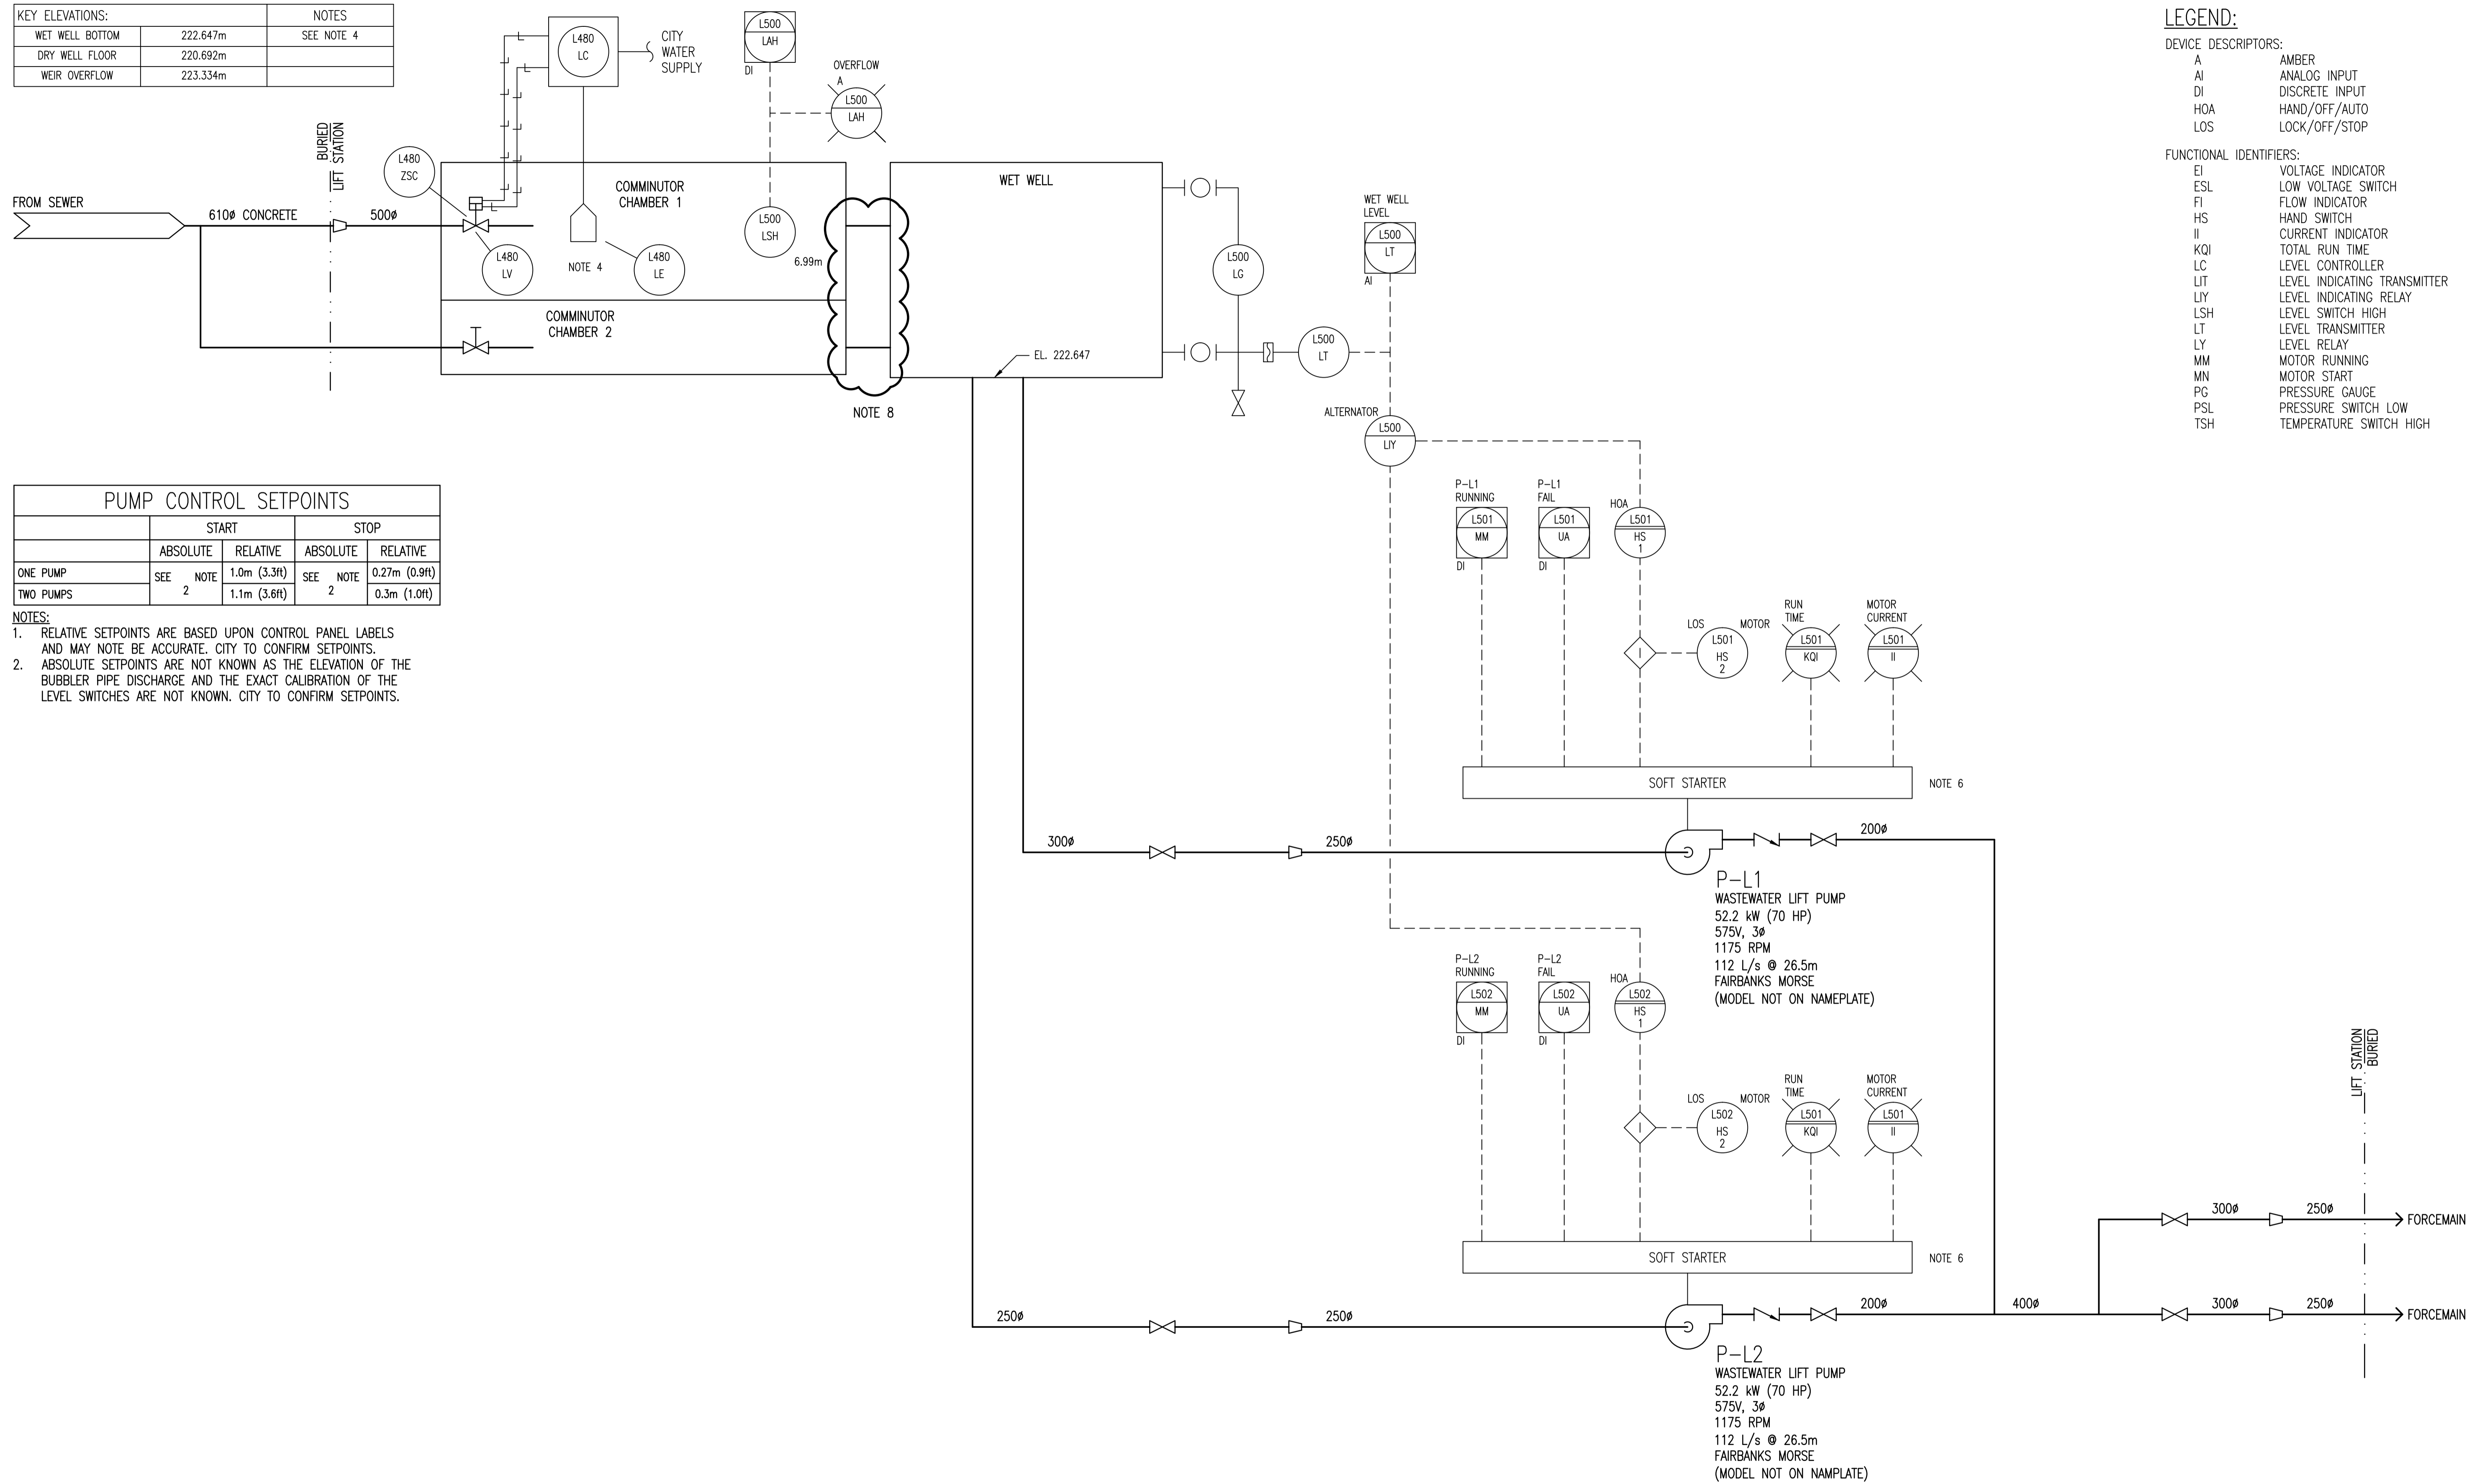 KEY ELEVATIONS: NOTES
WET WELL BOTTOM 222.647m SEE NOTE 4
DRY WELL FLOOR 220.692m
WEIR OVERFLOW 223.334m
L480
LC
CITY
WATER
SUPPLY
L500
LAH
DI
OVERFLOW
A
L500
LAH
BURIED
LIFT STATION
L480
ZSC
FROM SEWER
610ø CONCRETE
500ø
L480
LV
NOTE 4
L480
LE
COMMINUTOR
CHAMBER 1
L500
LSH
6.99m
COMMINUTOR
CHAMBER 2
NOTE 8
WET WELL
EL. 222.647
L500
LG
L500
LT
WET WELL
LEVEL
L500
LT
AI
ALTERNATOR
L500
LIY
LEGEND:
DEVICE DESCRIPTORS:
A AMBER
AI ANALOG INPUT
DI DISCRETE INPUT
HOA HAND/OFF/AUTO
LOS LOCK/OFF/STOP
FUNCTIONAL IDENTIFIERS:
EI VOLTAGE INDICATOR
ESL LOW VOLTAGE SWITCH
FI FLOW INDICATOR
HS HAND SWITCH
II CURRENT INDICATOR
KQI TOTAL RUN TIME
LC LEVEL CONTROLLER
LIT LEVEL INDICATING TRANSMITTER
LIY LEVEL INDICATING RELAY
LSH LEVEL SWITCH HIGH
LT LEVEL TRANSMITTER
LY LEVEL RELAY
MM MOTOR RUNNING
MN MOTOR START
PG PRESSURE GAUGE
PSL PRESSURE SWITCH LOW
TSH TEMPERATURE SWITCH HIGH
PUMP CONTROL SETPOINTS
START STOP
ABSOLUTE RELATIVE ABSOLUTE RELATIVE
ONE PUMP SEE NOTE 2 1.0m (3.3ft) SEE NOTE 2 0.27m (0.9ft)
TWO PUMPS 1.1m (3.6ft) 0.3m (1.0ft)
NOTES:
1. RELATIVE SETPOINTS ARE BASED UPON CONTROL PANEL LABELS
AND MAY NOTE BE ACCURATE. CITY TO CONFIRM SETPOINTS.
2. ABSOLUTE SETPOINTS ARE NOT KNOWN AS THE ELEVATION OF THE
BUBBLER PIPE DISCHARGE AND THE EXACT CALIBRATION OF THE
LEVEL SWITCHES ARE NOT KNOWN. CITY TO CONFIRM SETPOINTS.
P-L1
RUNNING
L501
MM
DI
P-L1
FAIL
L501
UA
DI
HOA
L501
HS
1
I
LOS
MOTOR
L501
HS
2
RUN
TIME
L501
KQI
MOTOR
CURRENT
L501
II
SOFT STARTER
NOTE 6
300ø
250ø
200ø
P-L1
WASTEWATER LIFT PUMP
52.2 kW (70 HP)
575V, 3ø
1175 RPM
112 L/s @ 26.5m
FAIRBANKS MORSE
(MODEL NOT ON NAMEPLATE)
P-L2
RUNNING
L502
MM
DI
P-L2
FAIL
L502
UA
DI
HOA
L502
HS
1
I
LOS
MOTOR
L502
HS
2
RUN
TIME
L501
KQI
MOTOR
CURRENT
L501
II
SOFT STARTER
NOTE 6
250ø
250ø
200ø
400ø
P-L2
WASTEWATER LIFT PUMP
52.2 kW (70 HP)
575V, 3ø
1175 RPM
112 L/s @ 26.5m
FAIRBANKS MORSE
(MODEL NOT ON NAMPLATE)
LIFT STATION
BURIED
300ø
250ø
FORCEMAIN
300ø
250ø
FORCEMAIN